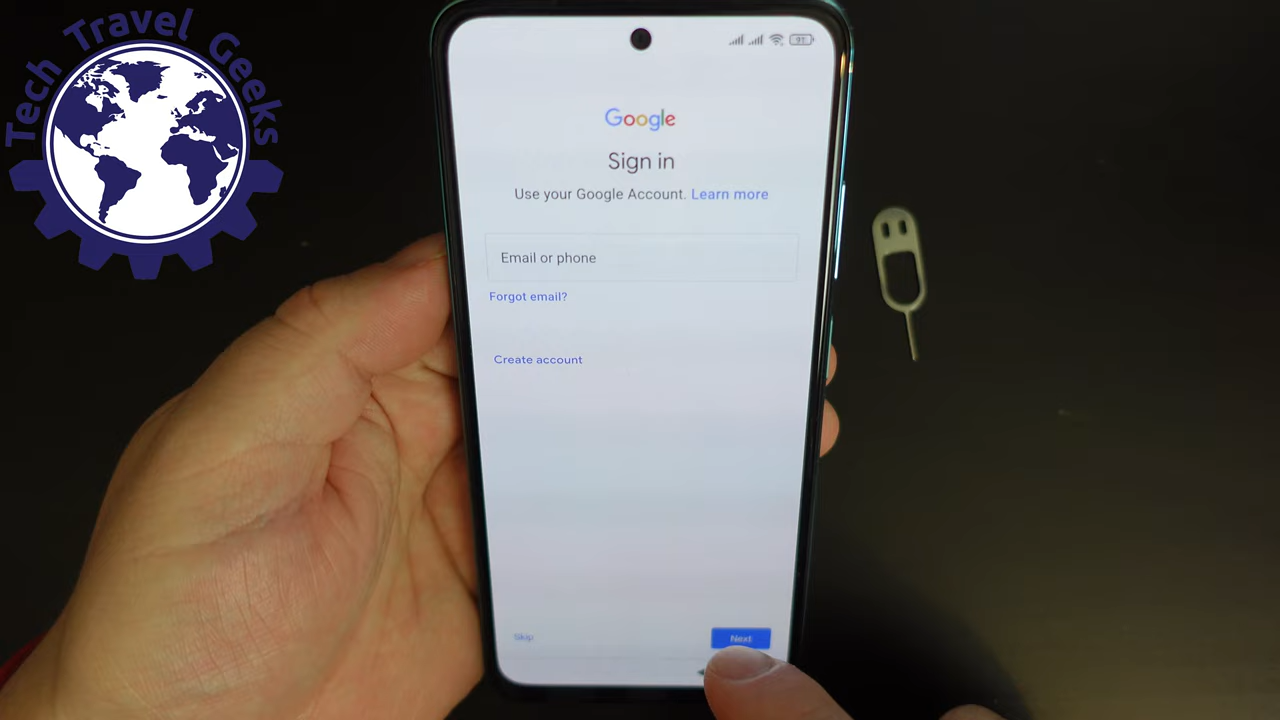 Tech Travel Geeks
91
Google
Sign in
Use your Google Account. Learn more
Email or phone
Forgot email?
Create account
Skip
Next